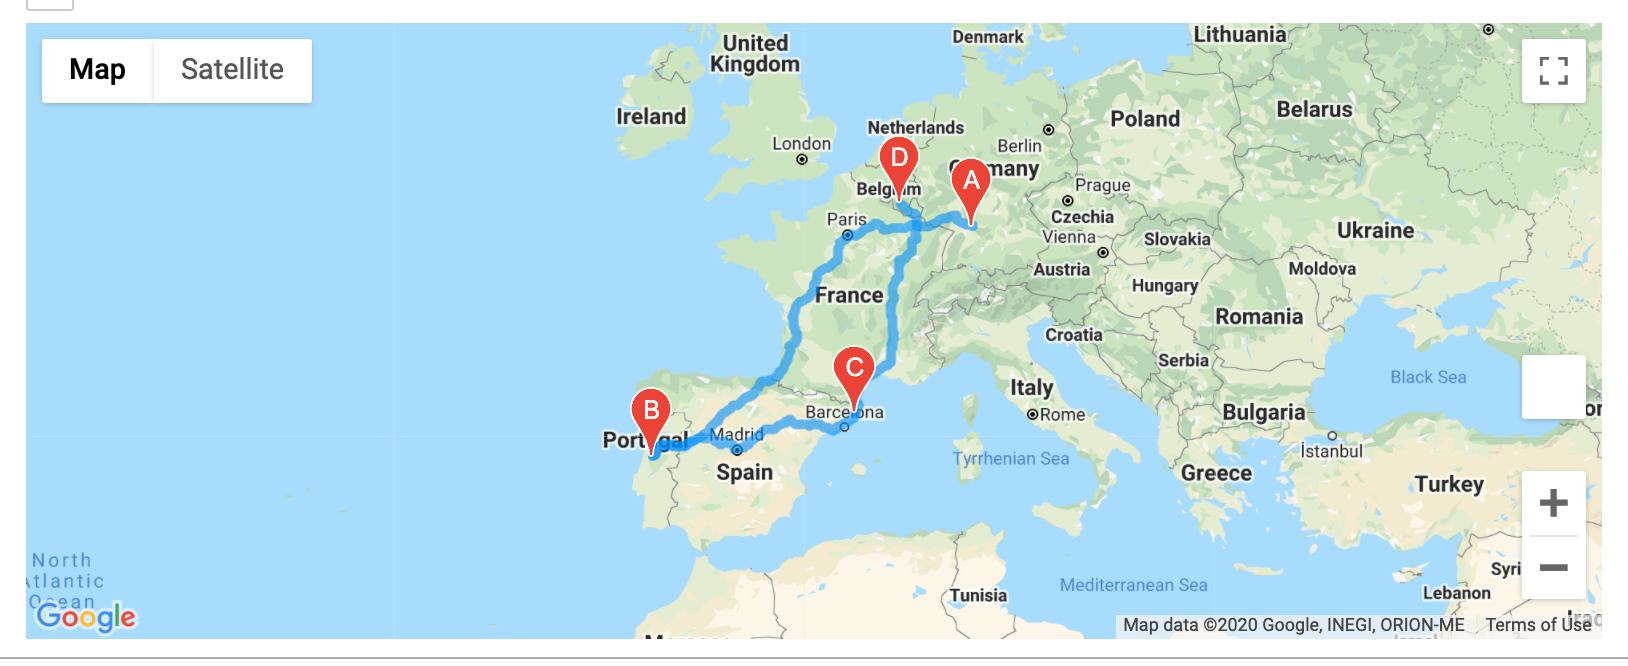 Map
Satellite
United
Kingdom
Denmark
Lithuania
Ireland
Netherlands
Poland
Belarus
London
Berlin
D
Germany
A
Belgium
Prague
Paris
Czechia
Vienna
Slovakia
Ukraine
Austria
Moldova
France
Hungary
Romania
Croatia
Serbia
C
Italy
Black Sea
B
Barcelona
Rome
Bulgaria
Portugal
Madrid
İstanbul
Tyrrhenian Sea
Spain
Greece
Turkey
North
Atlantic
Ocean
Mediterranean Sea
Tunisia
Syri
Lebanon
Google
Map data ©2020 Google, INEGI, ORION-ME
Terms of Use